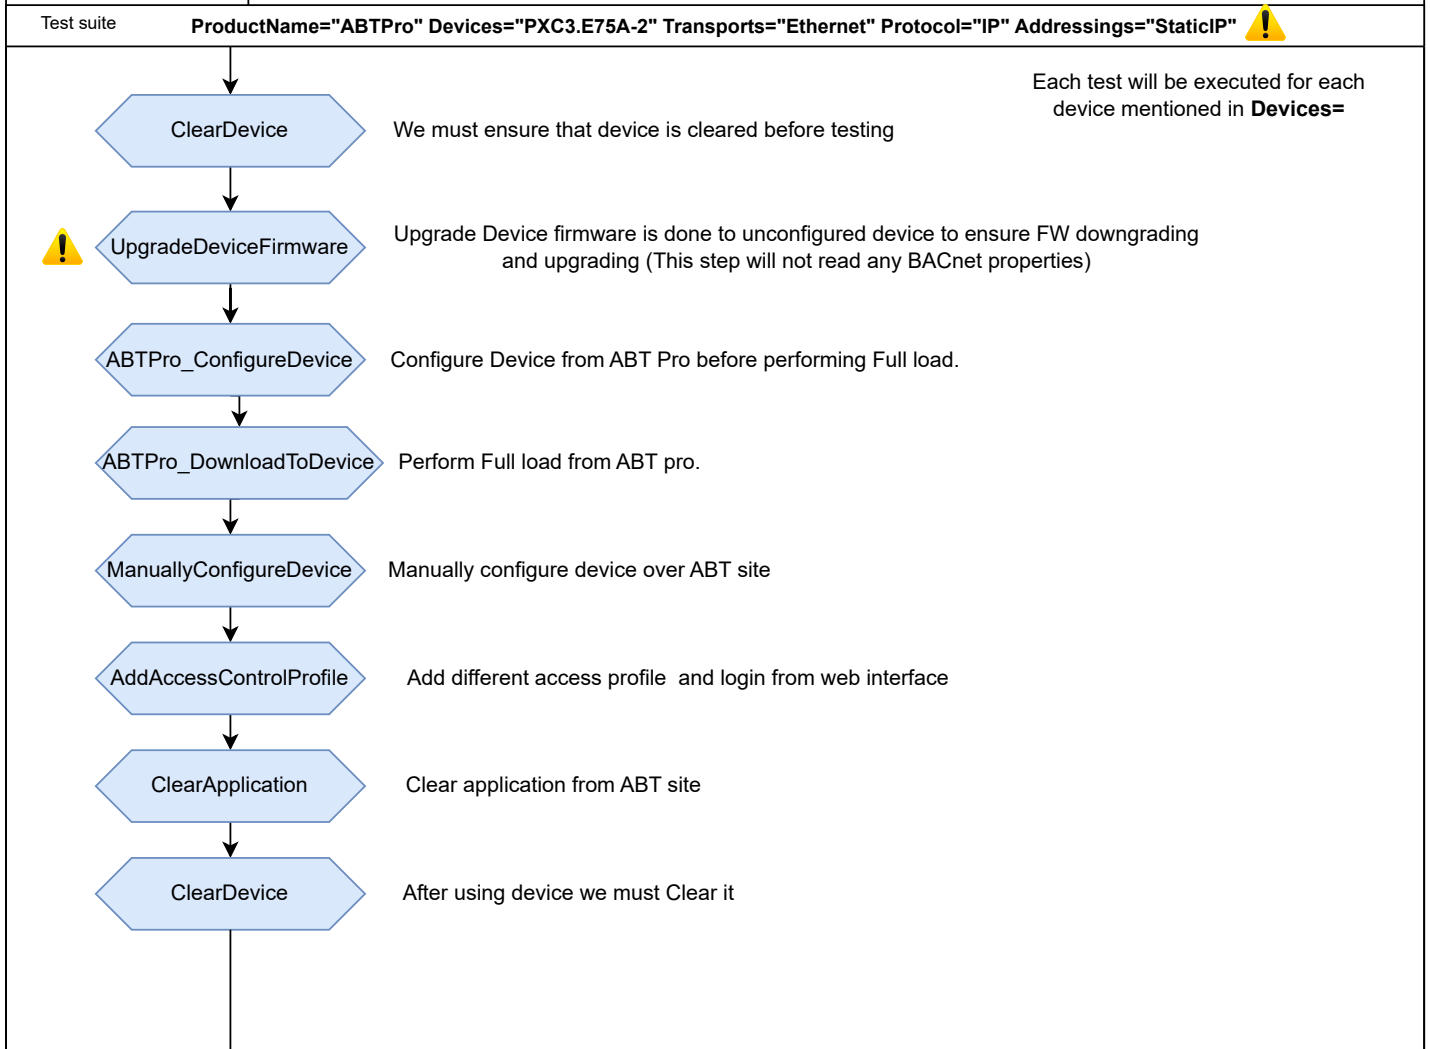 Test suite
ProductName="ABTPro" Devices="PXC3.E75A-2" Transports="Ethernet" Protocol="IP" Addressings="StaticIP"
Each test will be executed for each
device mentioned in Devices=
ClearDevice
We must ensure that device is cleared before testing
UpgradeDeviceFirmware
Upgrade Device firmware is done to unconfigured device to ensure FW downgrading
and upgrading (This step will not read any BACnet properties)
ABTPro_ConfigureDevice
Configure Device from ABT Pro before performing Full load.
ABTPro_DownloadToDevice
Perform Full load from ABT pro.
ManuallyConfigureDevice
Manually configure device over ABT site
AddAccessControlProfile
Add different access profile  and login from web interface
ClearApplication
Clear application from ABT site
ClearDevice
After using device we must Clear it